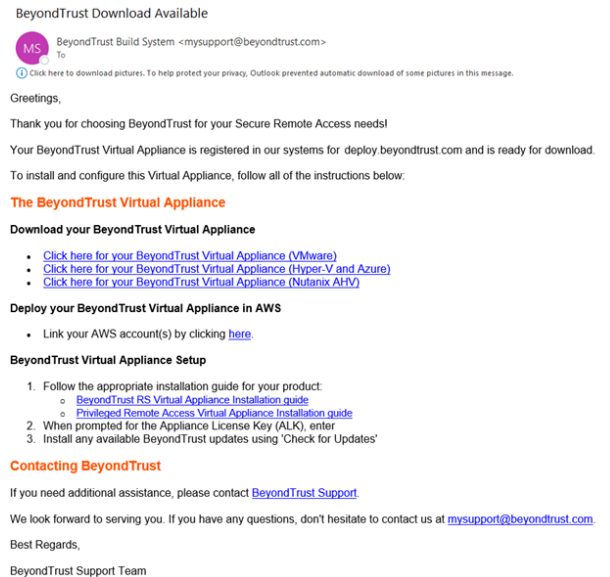 BeyondTrust Download Available
MS
BeyondTrust Build System <mysupport@beyondtrust.com>
To
Click here to download pictures. To help protect your privacy, Outlook prevented automatic download of some pictures in this message.
Greetings,
Thank you for choosing BeyondTrust for your Secure Remote Access needs!
Your BeyondTrust Virtual Appliance is registered in our systems for deploy.beyondtrust.com and is ready for download.
To install and configure this Virtual Appliance, follow all of the instructions below:
The BeyondTrust Virtual Appliance
Download your BeyondTrust Virtual Appliance
• Click here for your BeyondTrust Virtual Appliance (VMware)
• Click here for your BeyondTrust Virtual Appliance (Hyper-V and Azure)
• Click here for your BeyondTrust Virtual Appliance (Nutanix AHV)
Deploy your BeyondTrust Virtual Appliance in AWS
• Link your AWS account(s) by clicking here.
BeyondTrust Virtual Appliance Setup
1. Follow the appropriate installation guide for your product:
o BeyondTrust RS Virtual Appliance Installation guide
o Privileged Remote Access Virtual Appliance Installation guide
2. When prompted for the Appliance License Key (ALK), enter
3. Install any available BeyondTrust updates using 'Check for Updates'
Contacting BeyondTrust
If you need additional assistance, please contact BeyondTrust Support.
We look forward to serving you. If you have any questions, don't hesitate to contact us at mysupport@beyondtrust.com.
Best Regards,
BeyondTrust Support Team